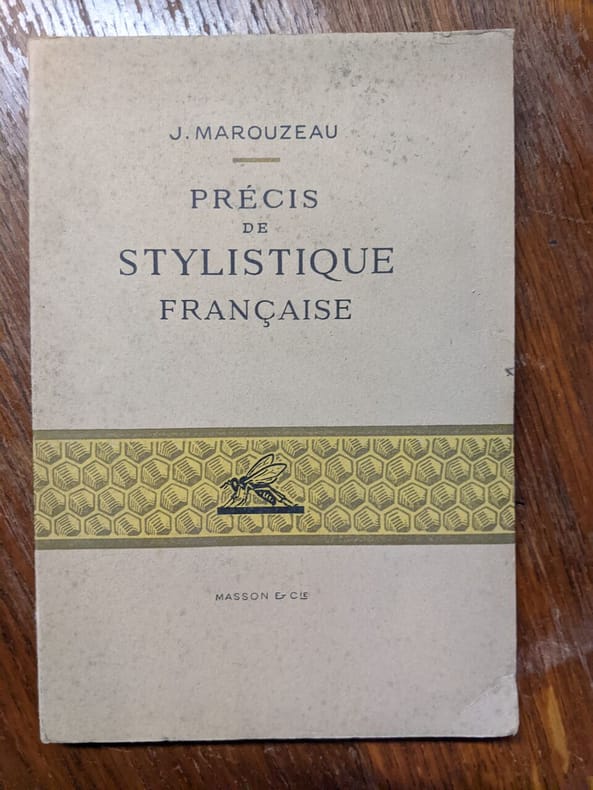 J. MAROUZEAU
PRÉCIS
DE
STYLISTIQUE
FRANÇAISE
MASSON & CIE